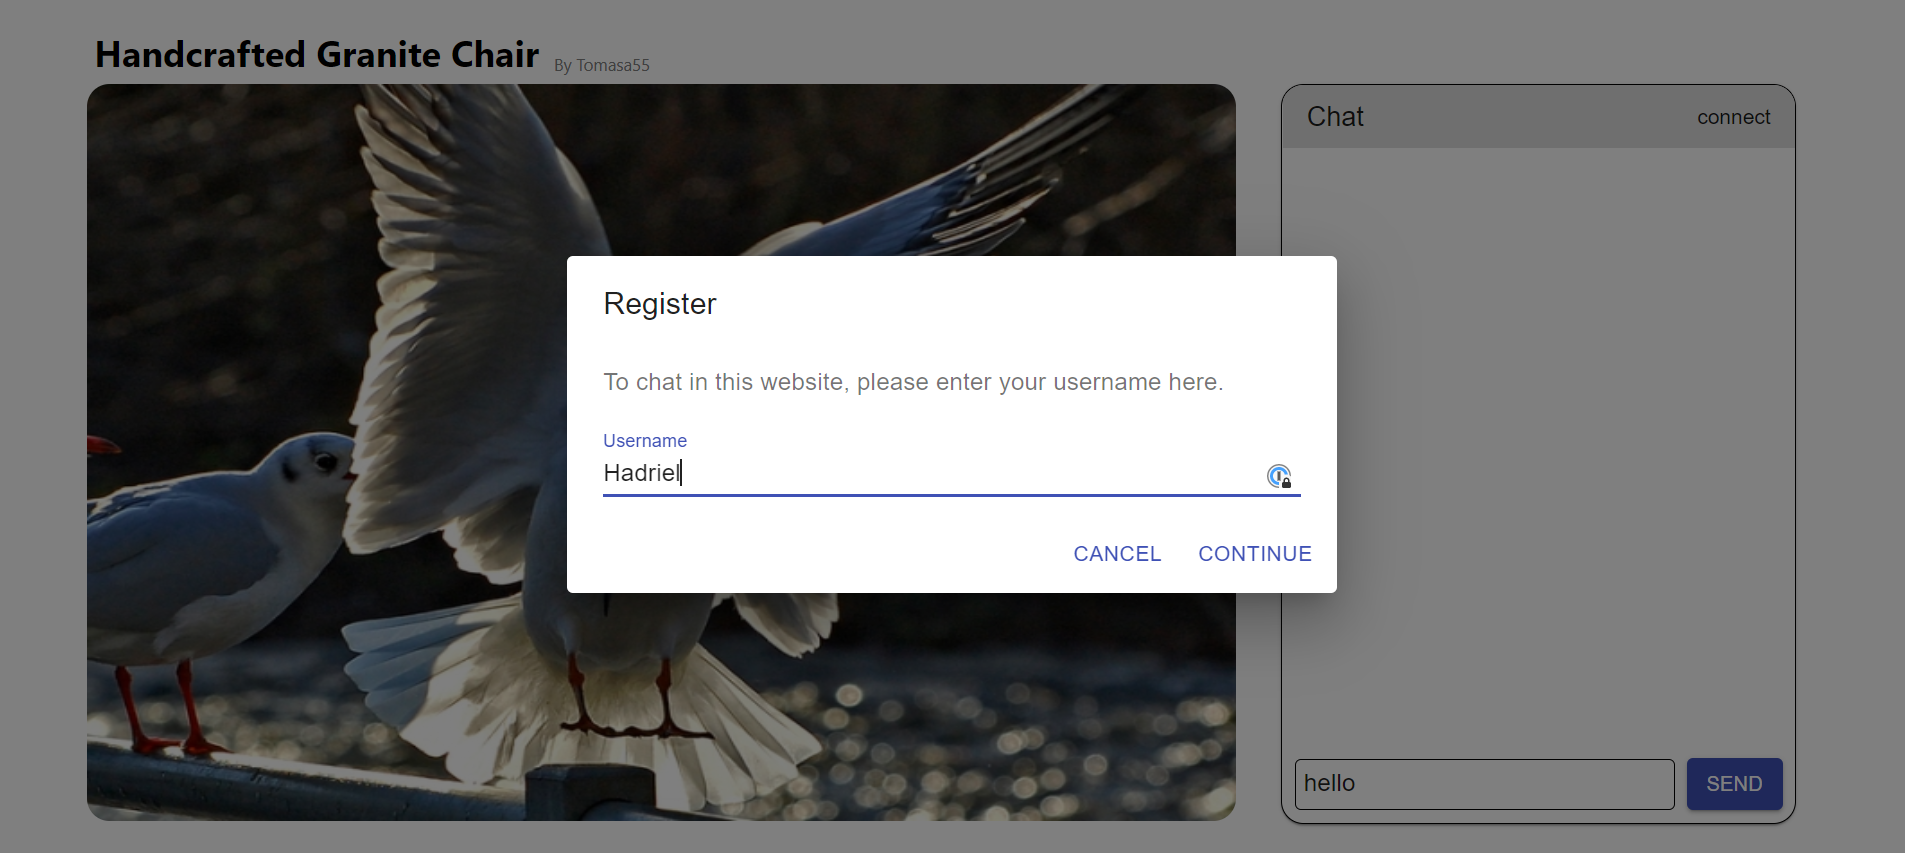 Handcrafted Granite Chair By Tomasa55
Chat connect
Register
To chat in this website, please enter your username here.
Username
Hadriel
CANCEL CONTINUE
hello SEND